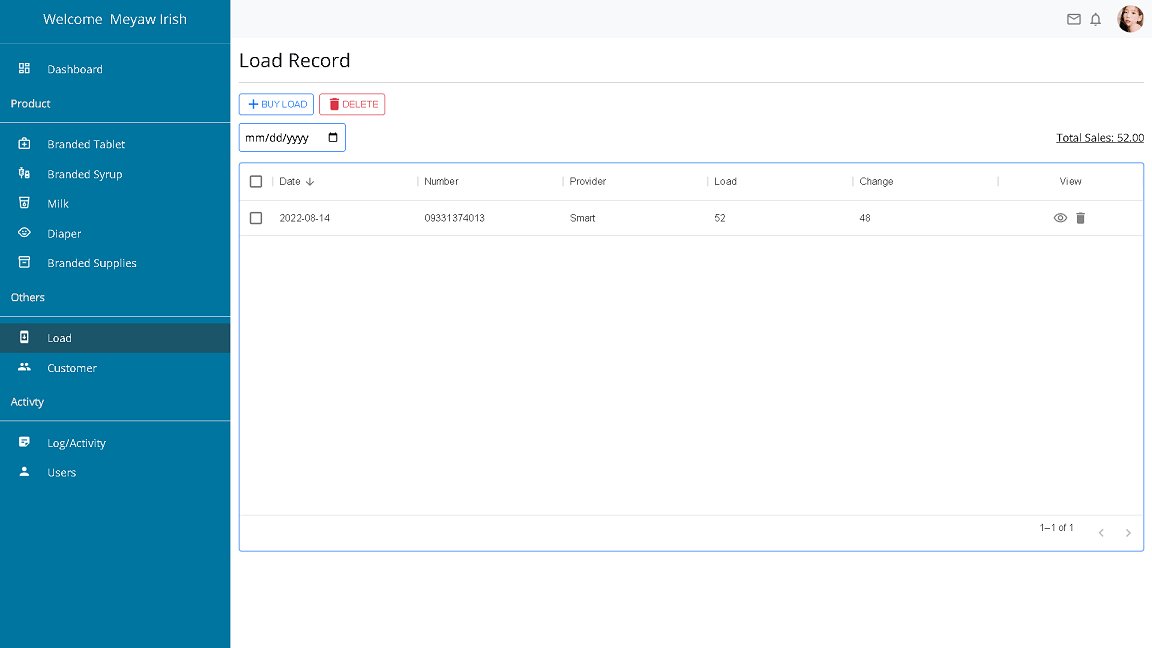 Welcome Meyaw Irish
Dashboard
Product
Branded Tablet
Branded Syrup
Milk
Diaper
Branded Supplies
Others
Load
Customer
Activty
Log/Activity
Users
Load Record
BUY LOAD DELETE
mm/dd/yyyy
Total Sales: 52.00
Date Number Provider Load Change View
2022-08-14 09331374013 Smart 52 48
1–1 of 1